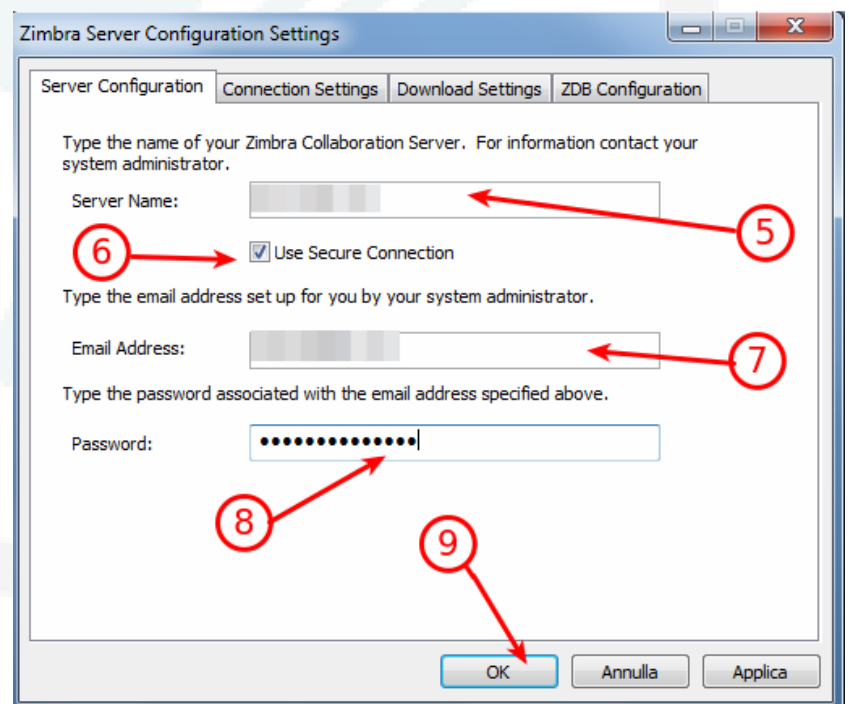 Zimbra Server Configuration Settings
Server Configuration Connection Settings Download Settings ZDB Configuration
Type the name of your Zimbra Collaboration Server. For information contact your
system administrator.
Server Name:
5
6
Use Secure Connection
Type the email address set up for you by your system administrator.
Email Address:
7
Type the password associated with the email address specified above.
Password: ••••••••••••••
8
9
OK Annulla Applica